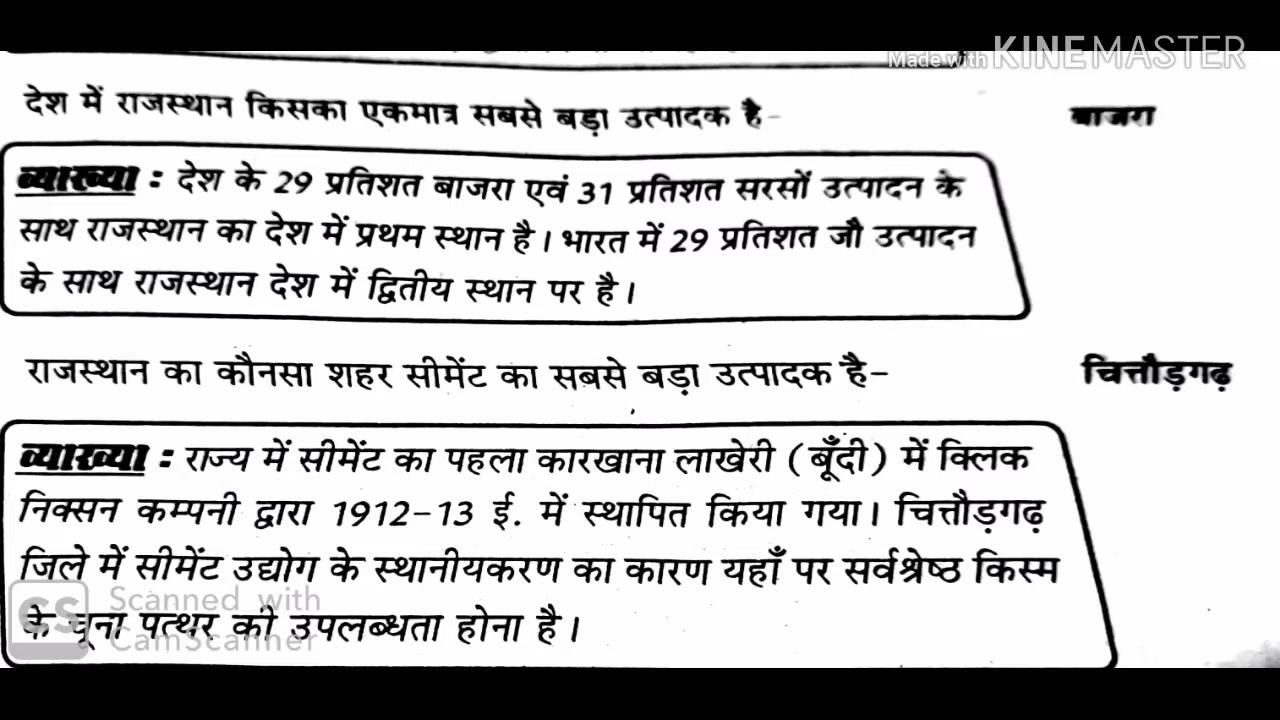 Made with KINEMASTER
देश में राजस्थान किसका एकमात्र सबसे बड़ा उत्पादक है- बाजरा
व्याख्या : देश के 29 प्रतिशत बाजरा एवं 31 प्रतिशत सरसों उत्पादन के
साथ राजस्थान का देश में प्रथम स्थान है। भारत में 29 प्रतिशत जौ उत्पादन
के साथ राजस्थान देश में द्वितीय स्थान पर है।
राजस्थान का कौनसा शहर सीमेंट का सबसे बड़ा उत्पादक है- चित्तौड़गढ़
व्याख्या : राज्य में सीमेंट का पहला कारखाना लाखेरी (बूँदी) में क्लिक
निक्सन कम्पनी द्वारा 1912-13 ई. में स्थापित किया गया। चित्तौड़गढ़
जिले में सीमेंट उद्योग के स्थानीयकरण का कारण यहाँ पर सर्वश्रेष्ठ किस्म
के चूना पत्थर की उपलब्धता होना है।
CS Scanned with
CamScanner